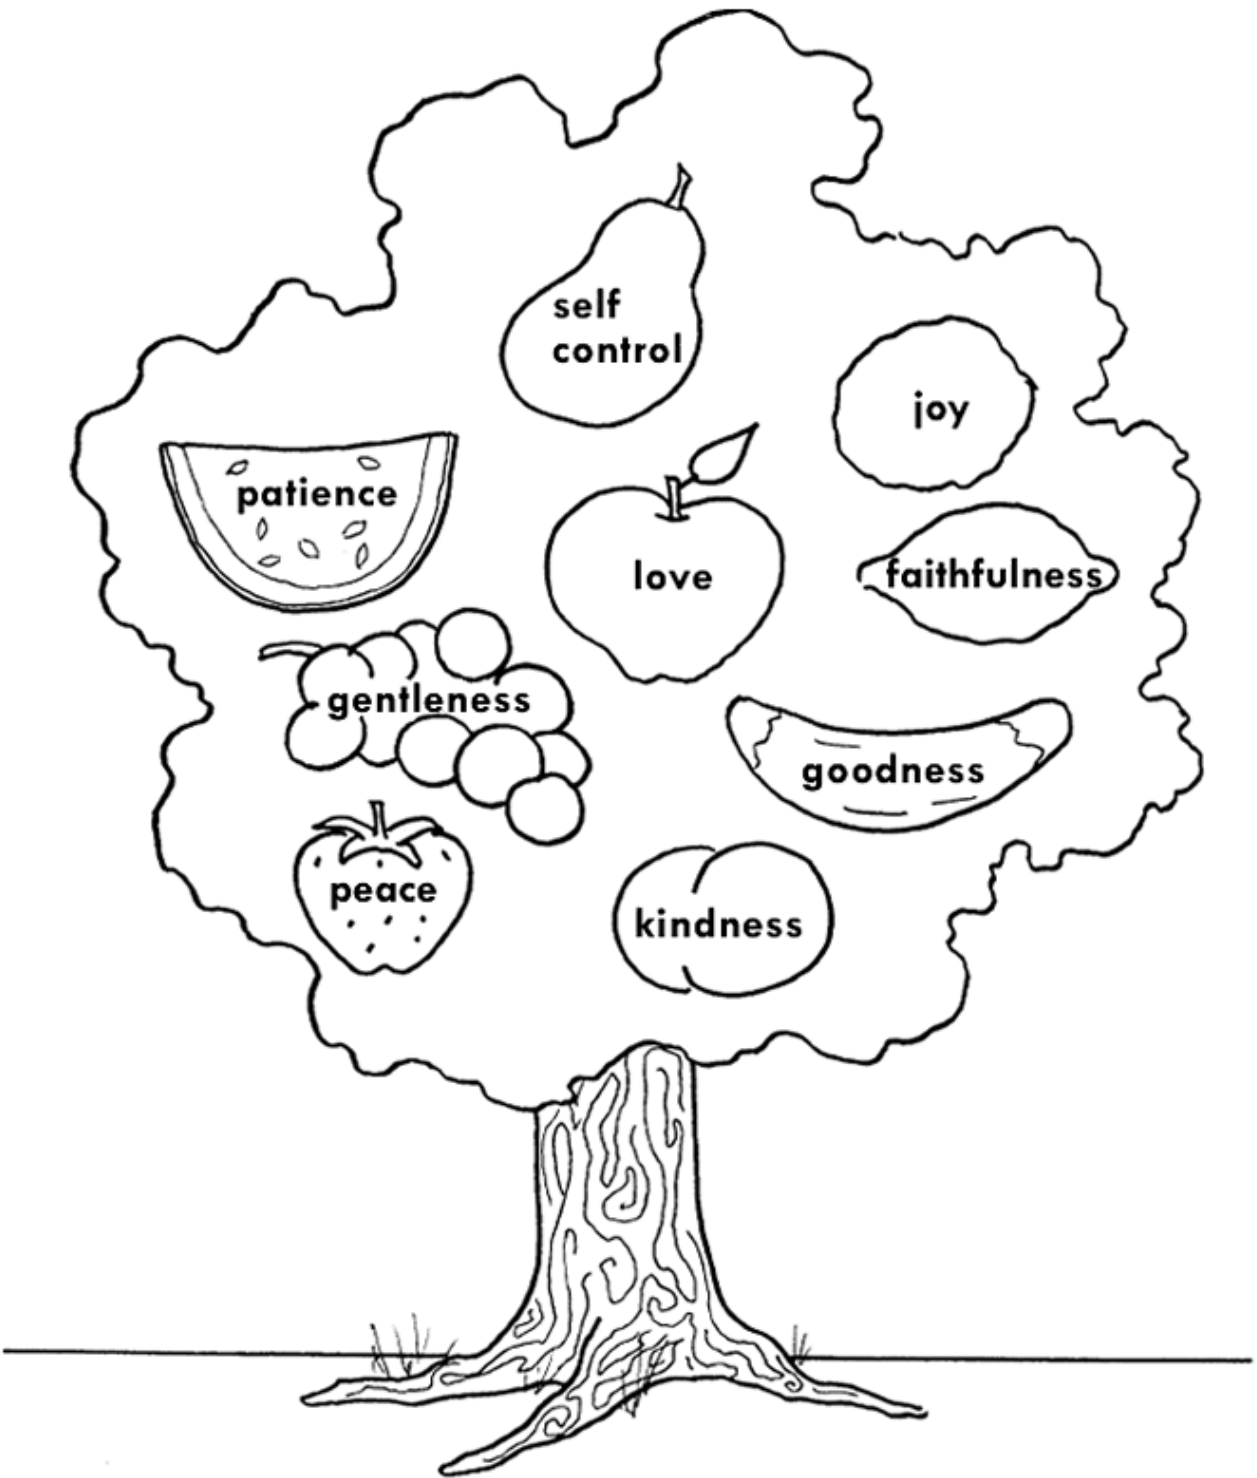 self
control
joy
patience
love
faithfulness
gentleness
goodness
peace
kindness